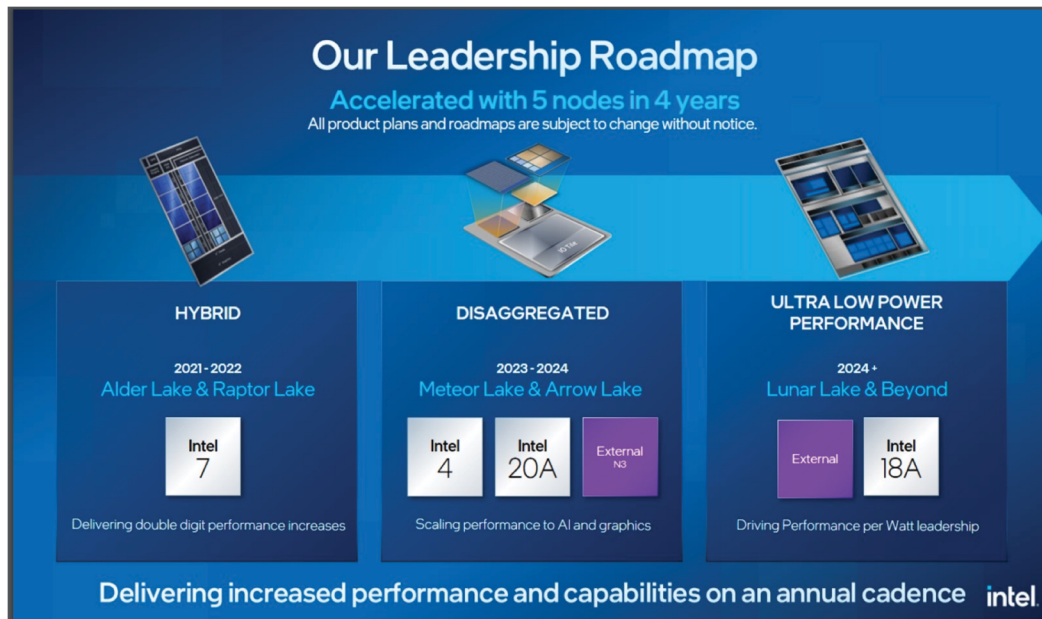 Our Leadership Roadmap
Accelerated with 5 nodes in 4 years
All product plans and roadmaps are subject to change without notice.
IO Tile
HYBRID
2021 - 2022
Alder Lake & Raptor Lake
Intel
7
Delivering double digit performance increases
DISAGGREGATED
2023 - 2024
Meteor Lake & Arrow Lake
Intel
4
Intel
20A
External
N3
Scaling performance to AI and graphics
ULTRA LOW POWER
PERFORMANCE
2024 +
Lunar Lake & Beyond
External
Intel
18A
Driving Performance per Watt leadership
Delivering increased performance and capabilities on an annual cadence
intel.